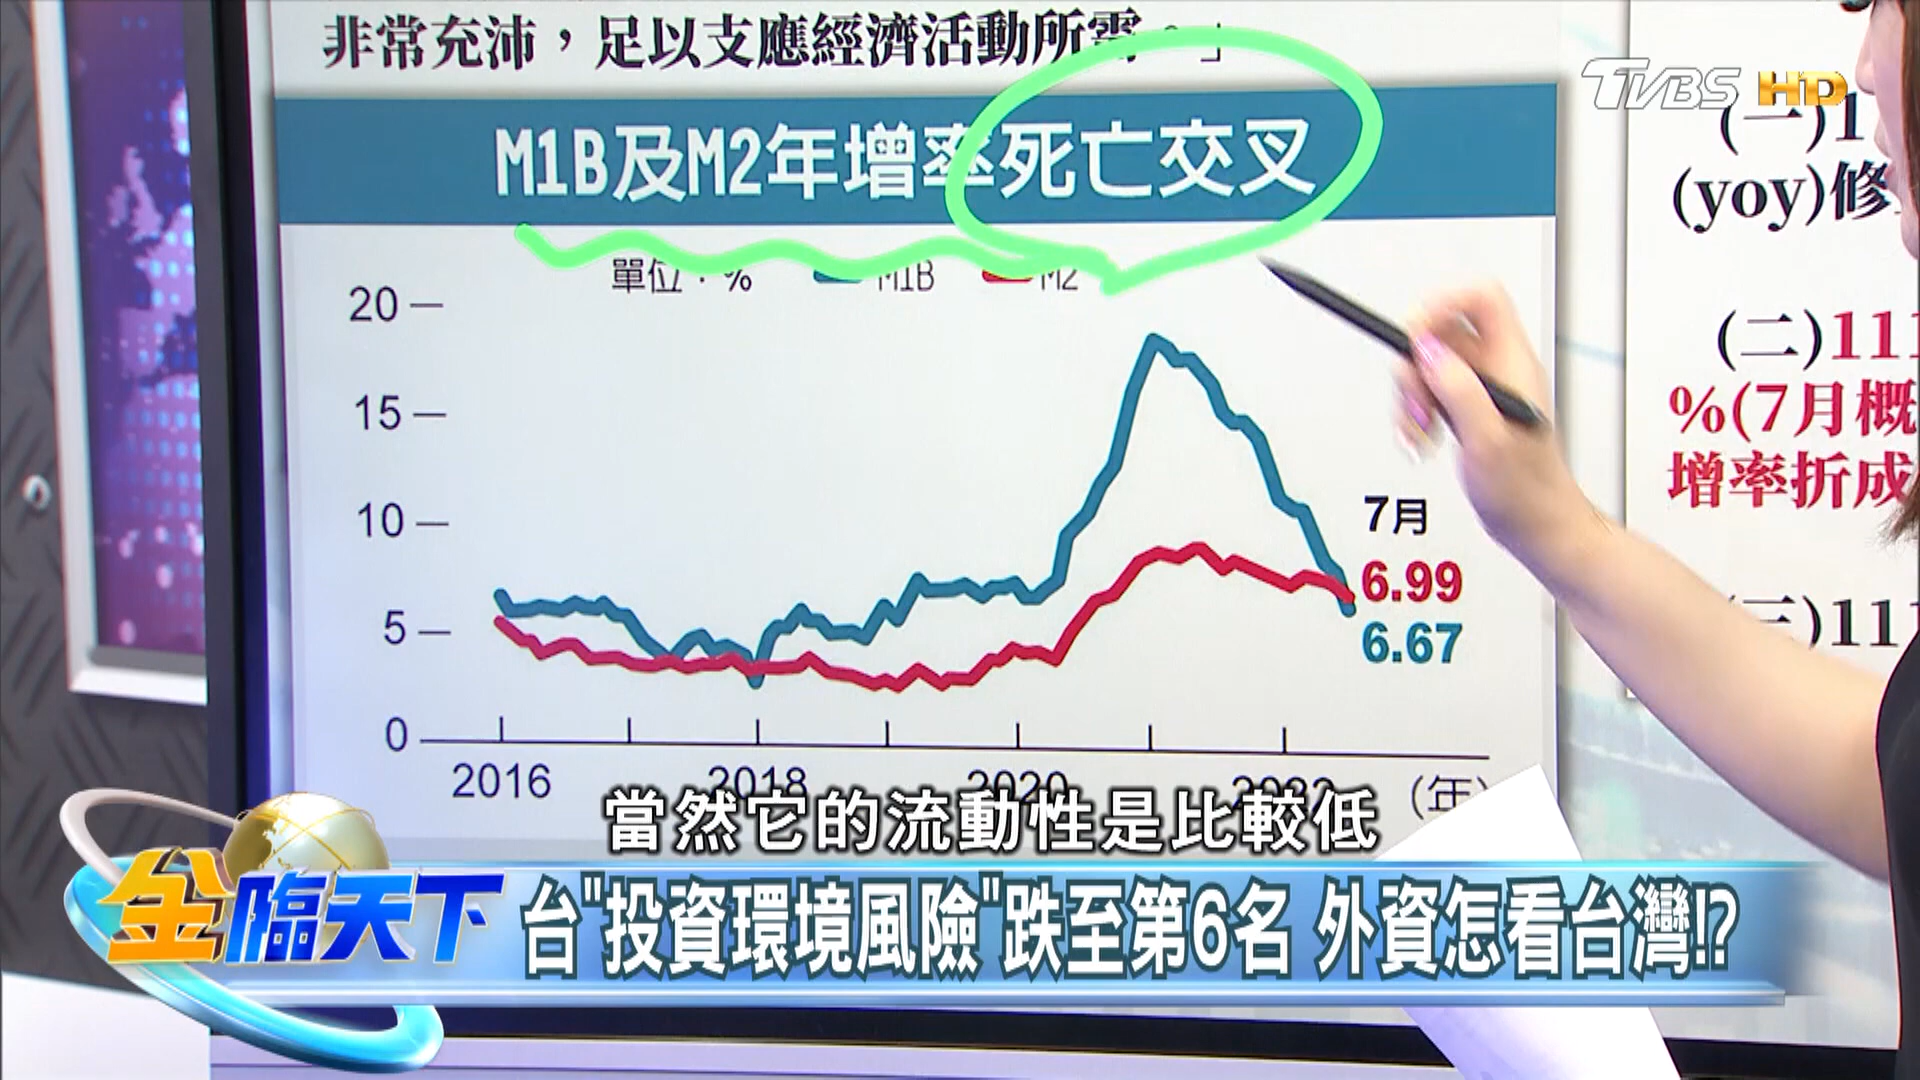 非常充沛，足以支應經濟活動所需。」
TVBS HD
M1B及M2年增率死亡交叉
單位：% M1B M2
20
15
10
5
0
7月
6.99
6.67
2016 2018 2020 2022 (年)
(一)1
(yoy)修
(二)111
%(7月概
增率折成
(三)111
當然它的流動性是比較低
金臨天下
台"投資環境風險"跌至第6名 外資怎看台灣!?